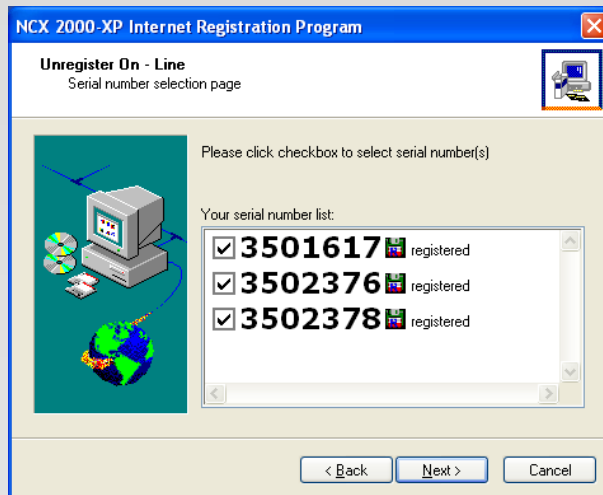 NCX 2000-XP Internet Registration Program
Unregister On - Line
Serial number selection page
Please click checkbox to select serial number(s)
Your serial number list:
3501617 registered
3502376 registered
3502378 registered
< Back Next > Cancel